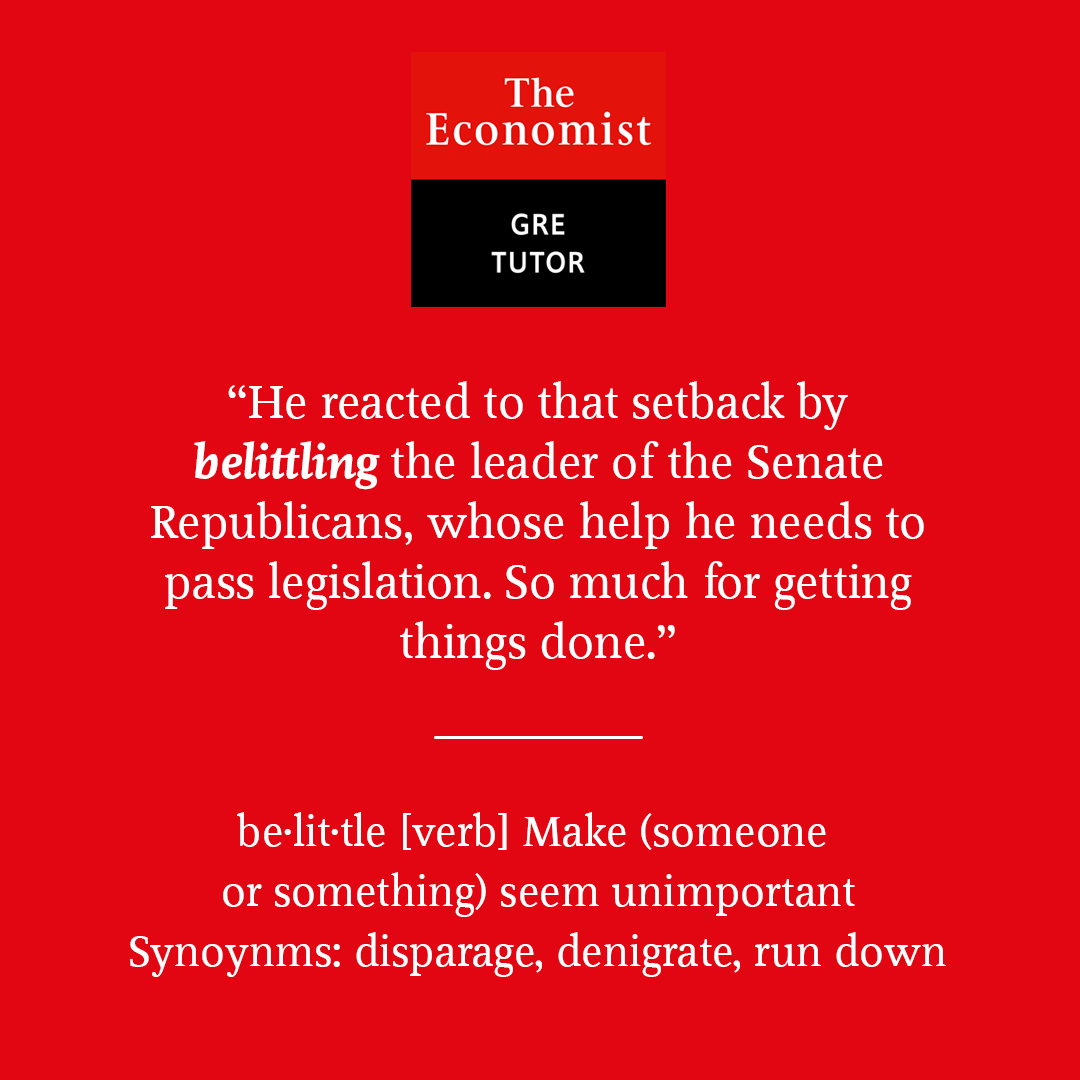 The
Economist
GRE
TUTOR
“He reacted to that setback by
belittling the leader of the Senate
Republicans, whose help he needs to
pass legislation. So much for getting
things done.”
be·lit·tle [verb] Make (someone
or something) seem unimportant
Synoynms: disparage, denigrate, run down